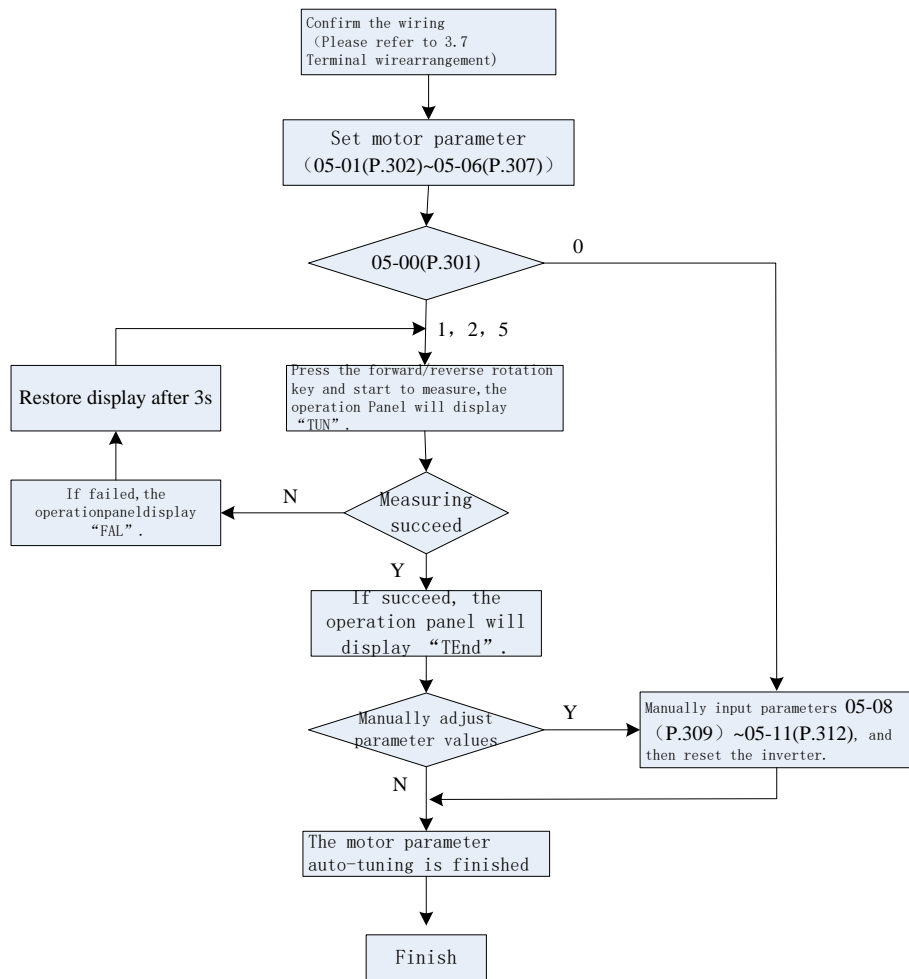 Confirm the wiring
（Please refer to 3.7
Terminal wirearrangement)
Set motor parameter
（05-01(P.302)~05-06(P.307)）
05-00(P.301)
0
1, 2, 5
Press the forward/reverse rotation
key and start to measure,the
operation Panel will display
“TUN”.
Restore display after 3s
If failed,the
operationpaneldisplay
“FAL”.
N
Measuring
succeed
Y
If succeed, the
operation panel will
display “TEnd”.
Manually adjust
parameter values
Y
Manually input parameters 05-08
（P.309）~05-11(P.312), and
then reset the inverter.
N
The motor parameter
auto-tuning is finished
Finish